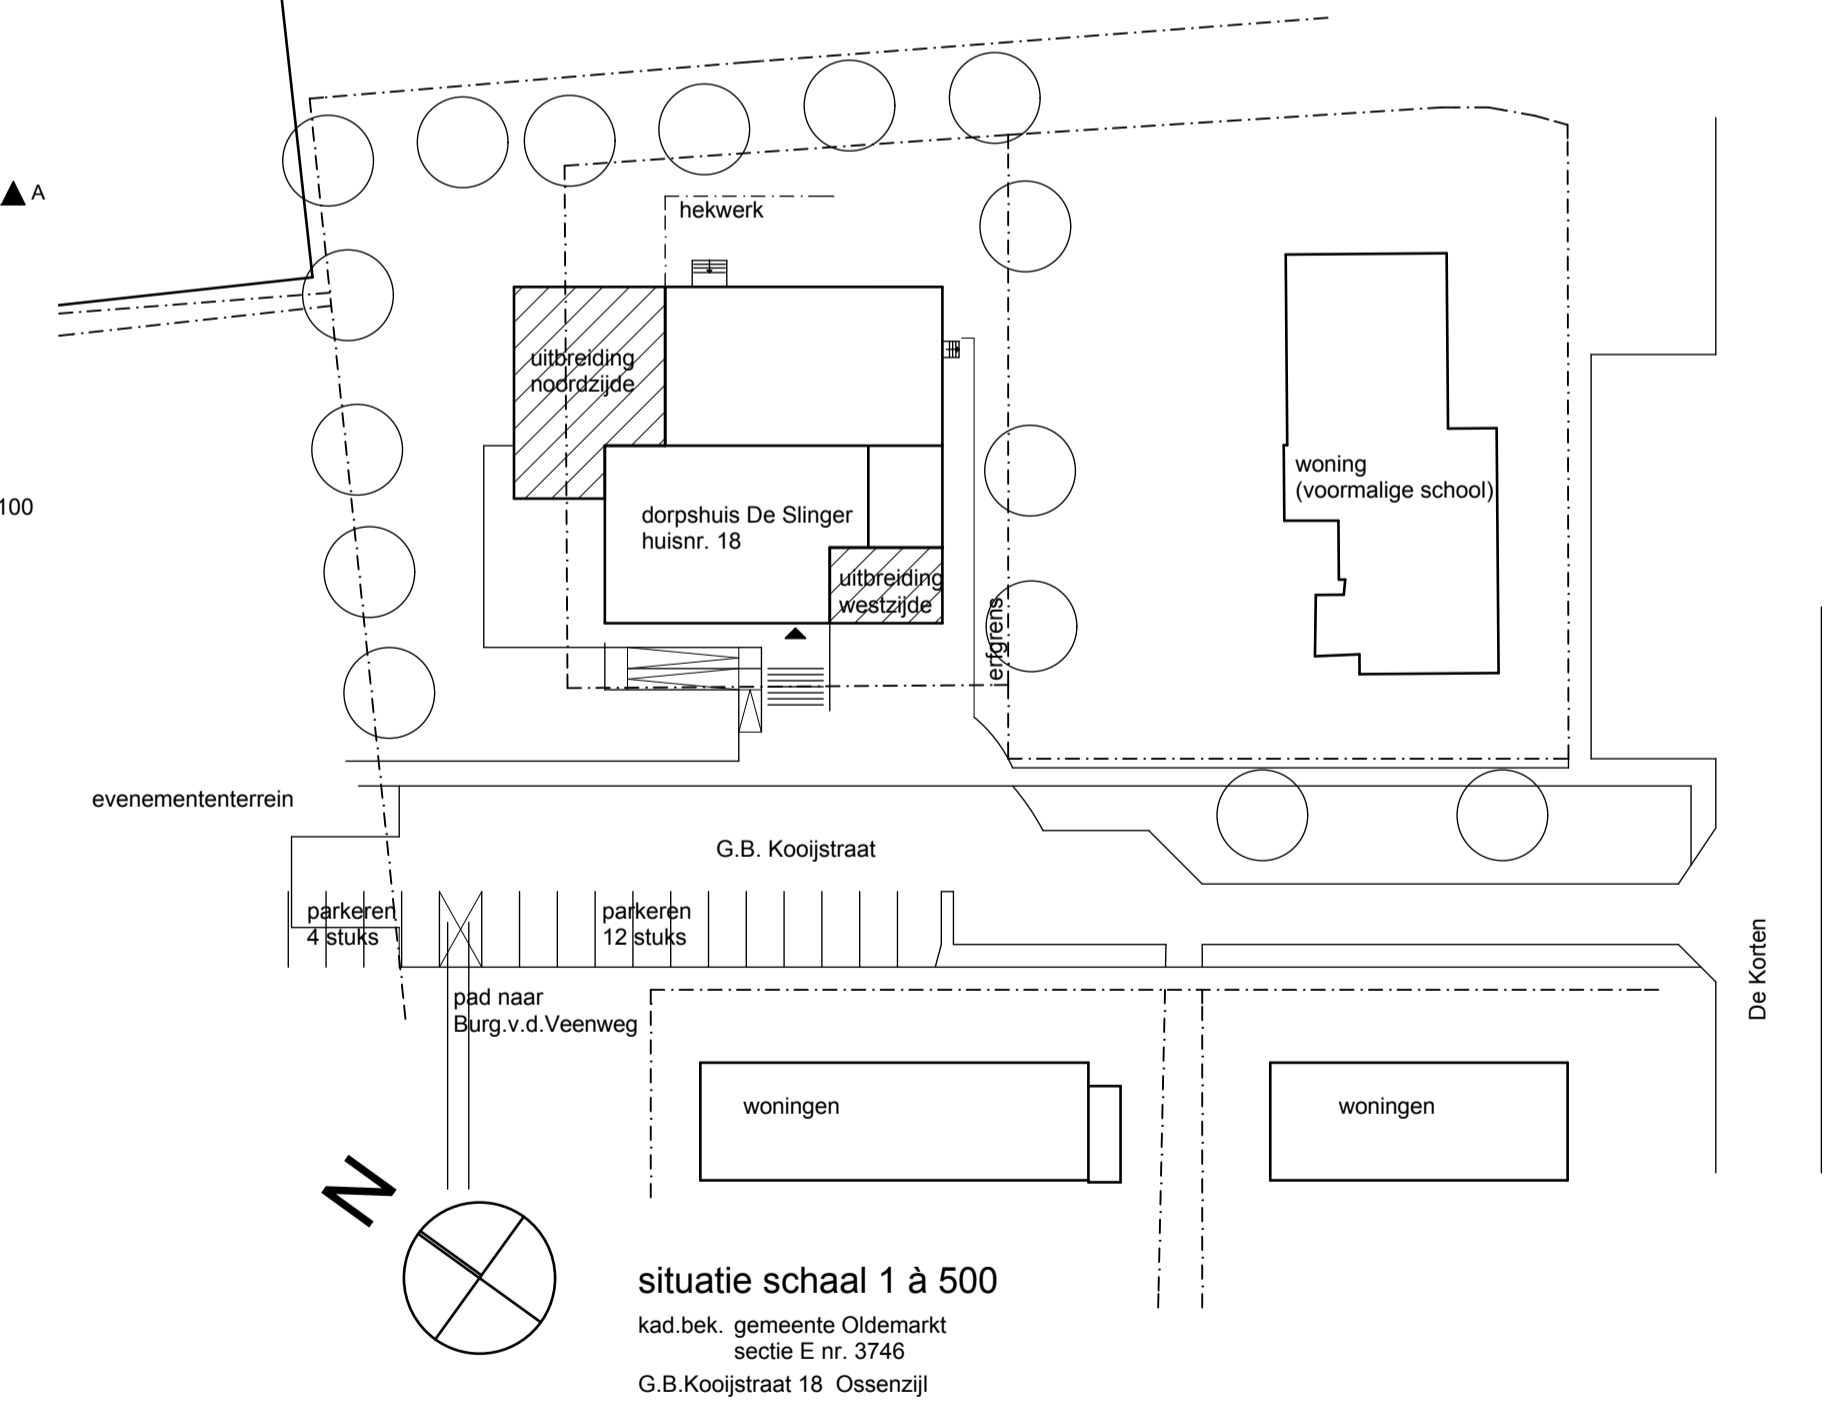 A
hekwerk
uitbreiding
noordzijde
woning
(voormalige school)
100
dorpshuis De Slinger
huisnr. 18
uitbreiding
westzijde
erfgrens
evenemententerrein
G.B. Kooijstraat
parkeren
4 stuks
parkeren
12 stuks
De Korten
pad naar
Burg.v.d.Veenweg
woningen
woningen
N
situatie schaal 1 à 500
kad.bek. gemeente Oldemarkt
sectie E nr. 3746
G.B.Kooijstraat 18 Ossenzijl